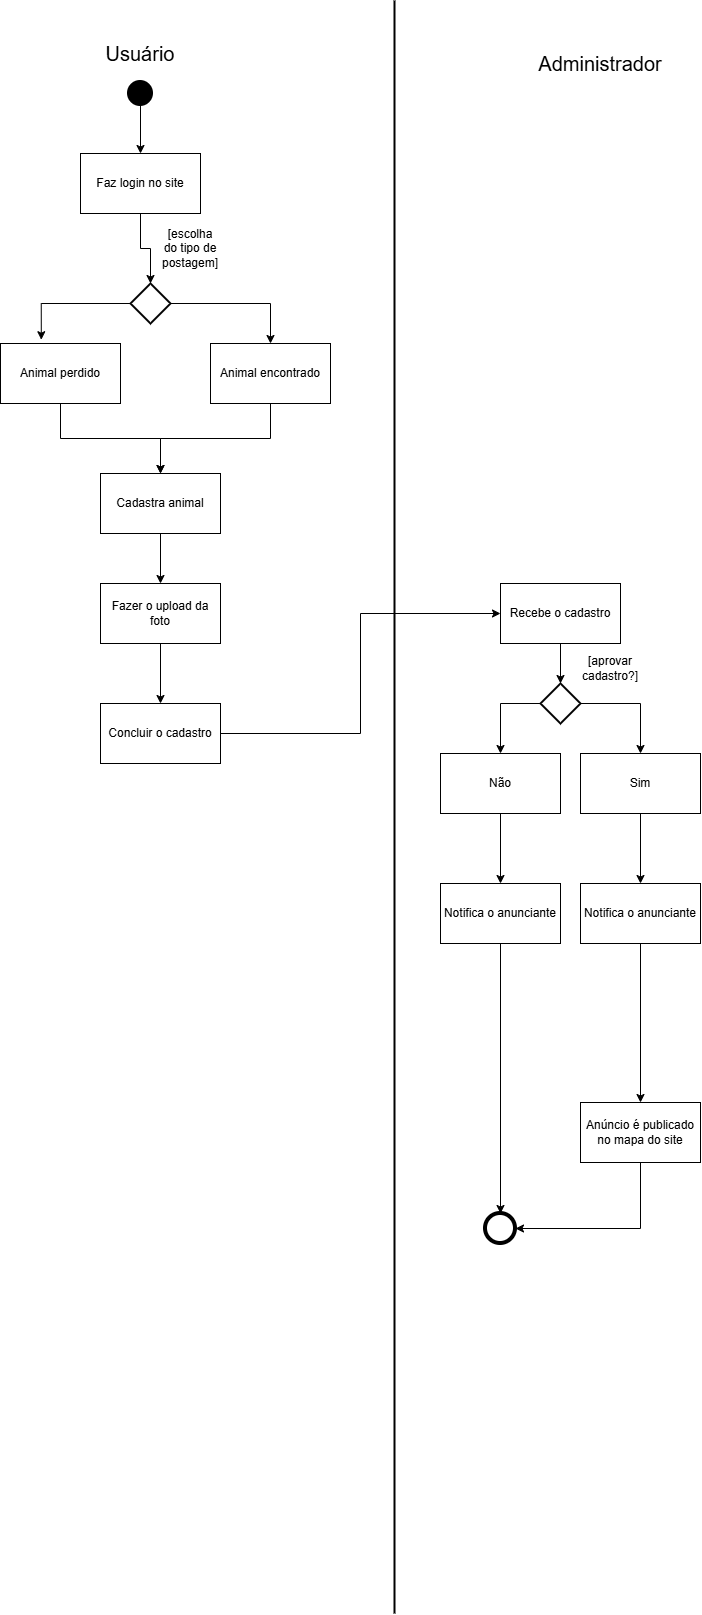 Usuário
Administrador
Faz login no site
[escolha
do tipo de
postagem]
Animal perdido
Animal encontrado
Cadastra animal
Fazer o upload da
foto
Concluir o cadastro
Recebe o cadastro
[aprovar
cadastro?]
Não
Sim
Notifica o anunciante
Notifica o anunciante
Anúncio é publicado
no mapa do site